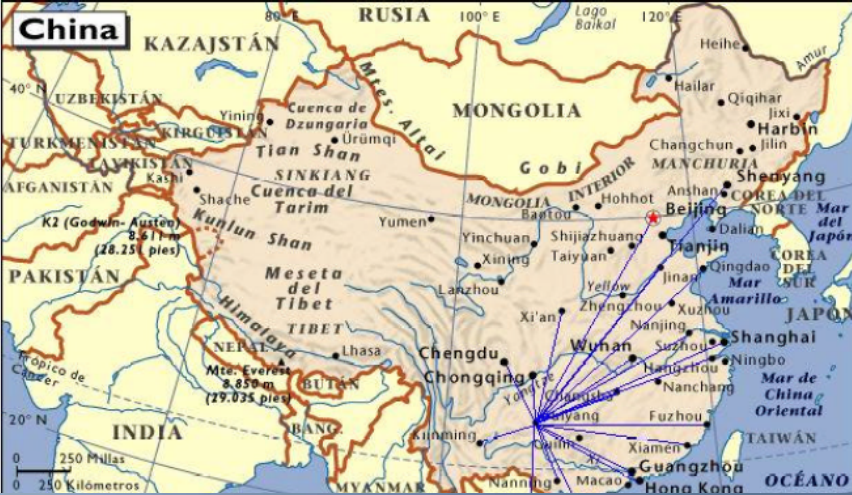 China
80° E
RUSIA
100° E
Lago
Baikal
120° E
KAZAJSTÁN
Heihe
Amur
40° N
UZBEKISTÁN
Mtes. Altai
MONGOLIA
Hailar
Qiqihar
Jixi
Harbin
Yining
Cuenca de
Dzungaria
KIRGUISTÁN
TURKMENISTÁN
Ürümqi
Tian Shan
Changchun
Jilin
Gobi
MANCHURIA
TAYIKISTÁN
Kashi
SINKIANG
Shenyang
AFGANISTÁN
Shache
Cuenca del
Tarim
MONGOLIA INTERIOR
Hohhot
Baotou
Anshan
Beijing
COREA DEL
NORTE
Mar
del
Japón
K2 (Godwin- Austen)
8.611 m
(28.251 pies)
Kunlun Shan
Yumen
Yinchuan
Shijiazhuang
Taiyuan
Tianjin
Dalian
Xining
COREA
DEL
SUR
PAKISTÁN
Meseta
del
Tibet
Lanzhou
Jinan
Qingdao
Yellow
Mar
Amarillo
Zhengzhou
Xuzhou
JAPÓN
Himalaya
TIBET
Xi'an
Nanjing
NEPAL
Lhasa
Chengdu
Wuhan
Suzhou
Shanghai
Trópico de
Cáncer
Mte. Everest
8.850 m
(29.035 pies)
BUTÁN
Chongqing
Yangtze
Hangzhou
Ningbo
Nanchang
Changsha
Mar de
China
Oriental
20° N
INDIA
BANG.
Kunming
Guiyang
Guilin
Fuzhou
Xiamen
TAIWÁN
0 250 Millas
0 250 Kilómetros
MYANMAR
Nanning
Xi
Guangzhou
Macao
Hong Kong
OCÉANO